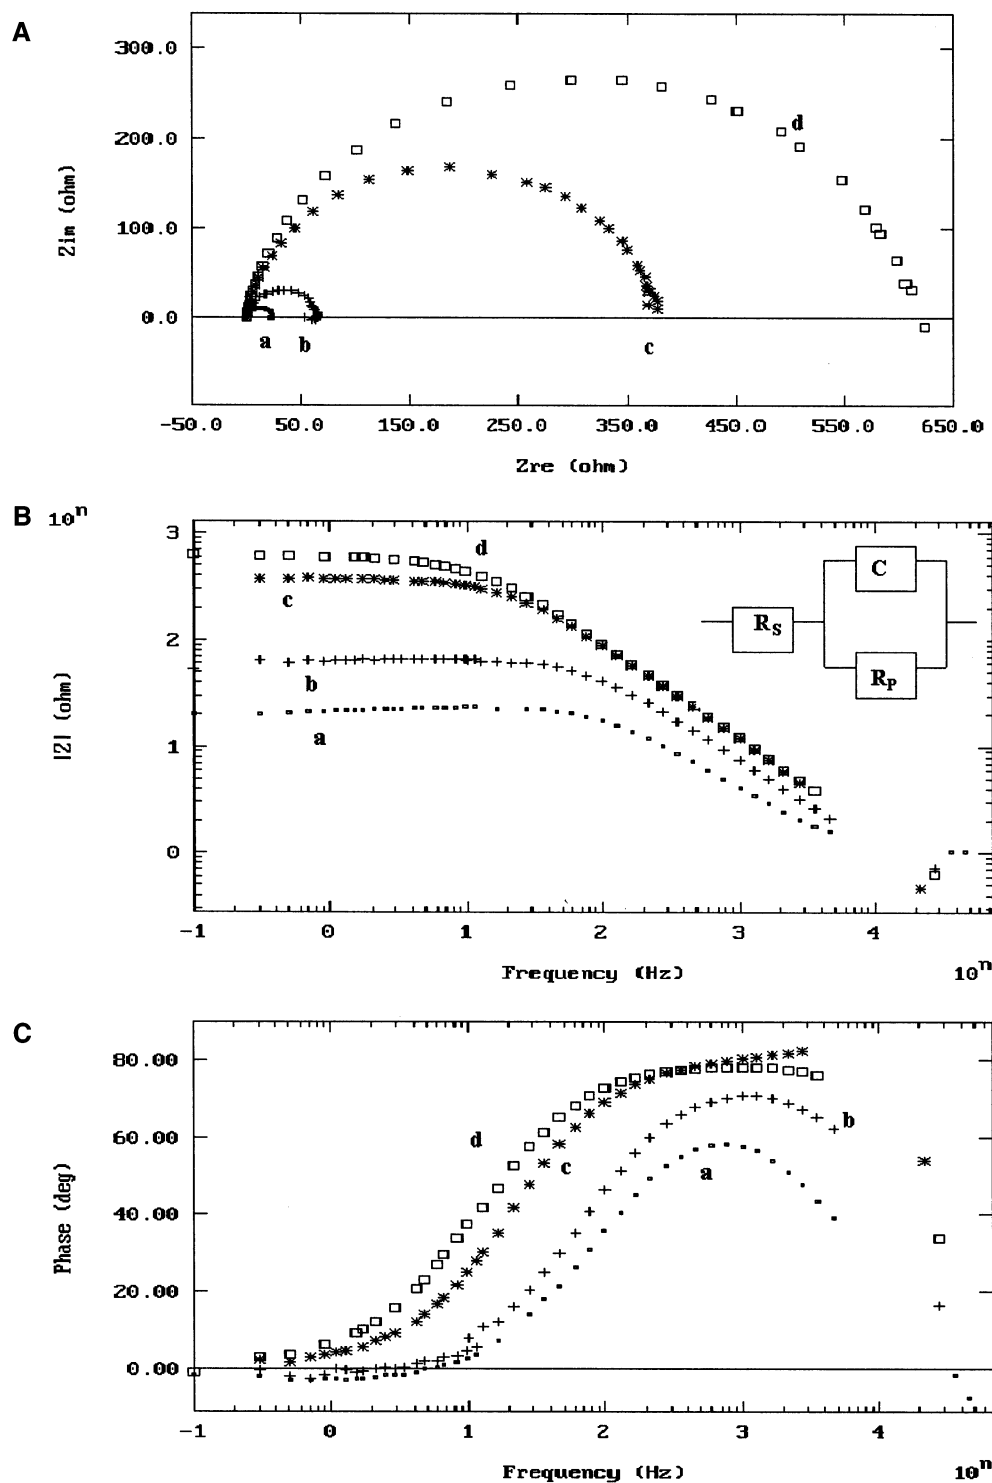 A
300.0
200.0
100.0
0.0
Zim (ohm)
d
a
b
c
-50.0 50.0 150.0 250.0 350.0 450.0 550.0 650.0
Zre (ohm)
B
10n
3
2
1
0
|Z| (ohm)
d
c
b
a
C
RS
RP
-1 0 1 2 3 4
Frequency (Hz)
10n
C
80.00
60.00
40.00
20.00
0.00
Phase (deg)
d
c
b
a
-1 0 1 2 3 4
Frequency (Hz)
10n